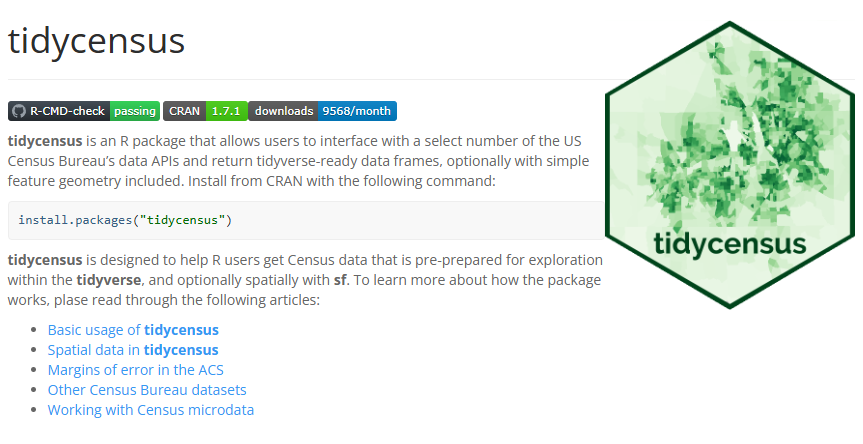 tidycensus
R-CMD-check passing CRAN 1.7.1 downloads 9568/month
tidycensus is an R package that allows users to interface with a select number of the US
Census Bureau's data APIs and return tidyverse-ready data frames, optionally with simple
feature geometry included. Install from CRAN with the following command:
install.packages("tidycensus")
tidycensus is designed to help R users get Census data that is pre-prepared for exploration
within the tidyverse, and optionally spatially with sf. To learn more about how the package
works, plase read through the following articles:
• Basic usage of tidycensus
• Spatial data in tidycensus
• Margins of error in the ACS
• Other Census Bureau datasets
• Working with Census microdata
tidycensus